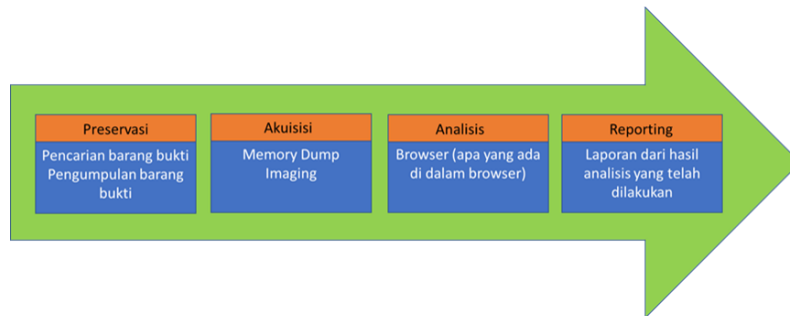 Preservasi
Pencarian barang bukti
Pengumpulan barang
bukti
Akuisisi
Memory Dump
Imaging
Analisis
Browser (apa yang ada
di dalam browser)
Reporting
Laporan dari hasil
analisis yang telah
dilakukan